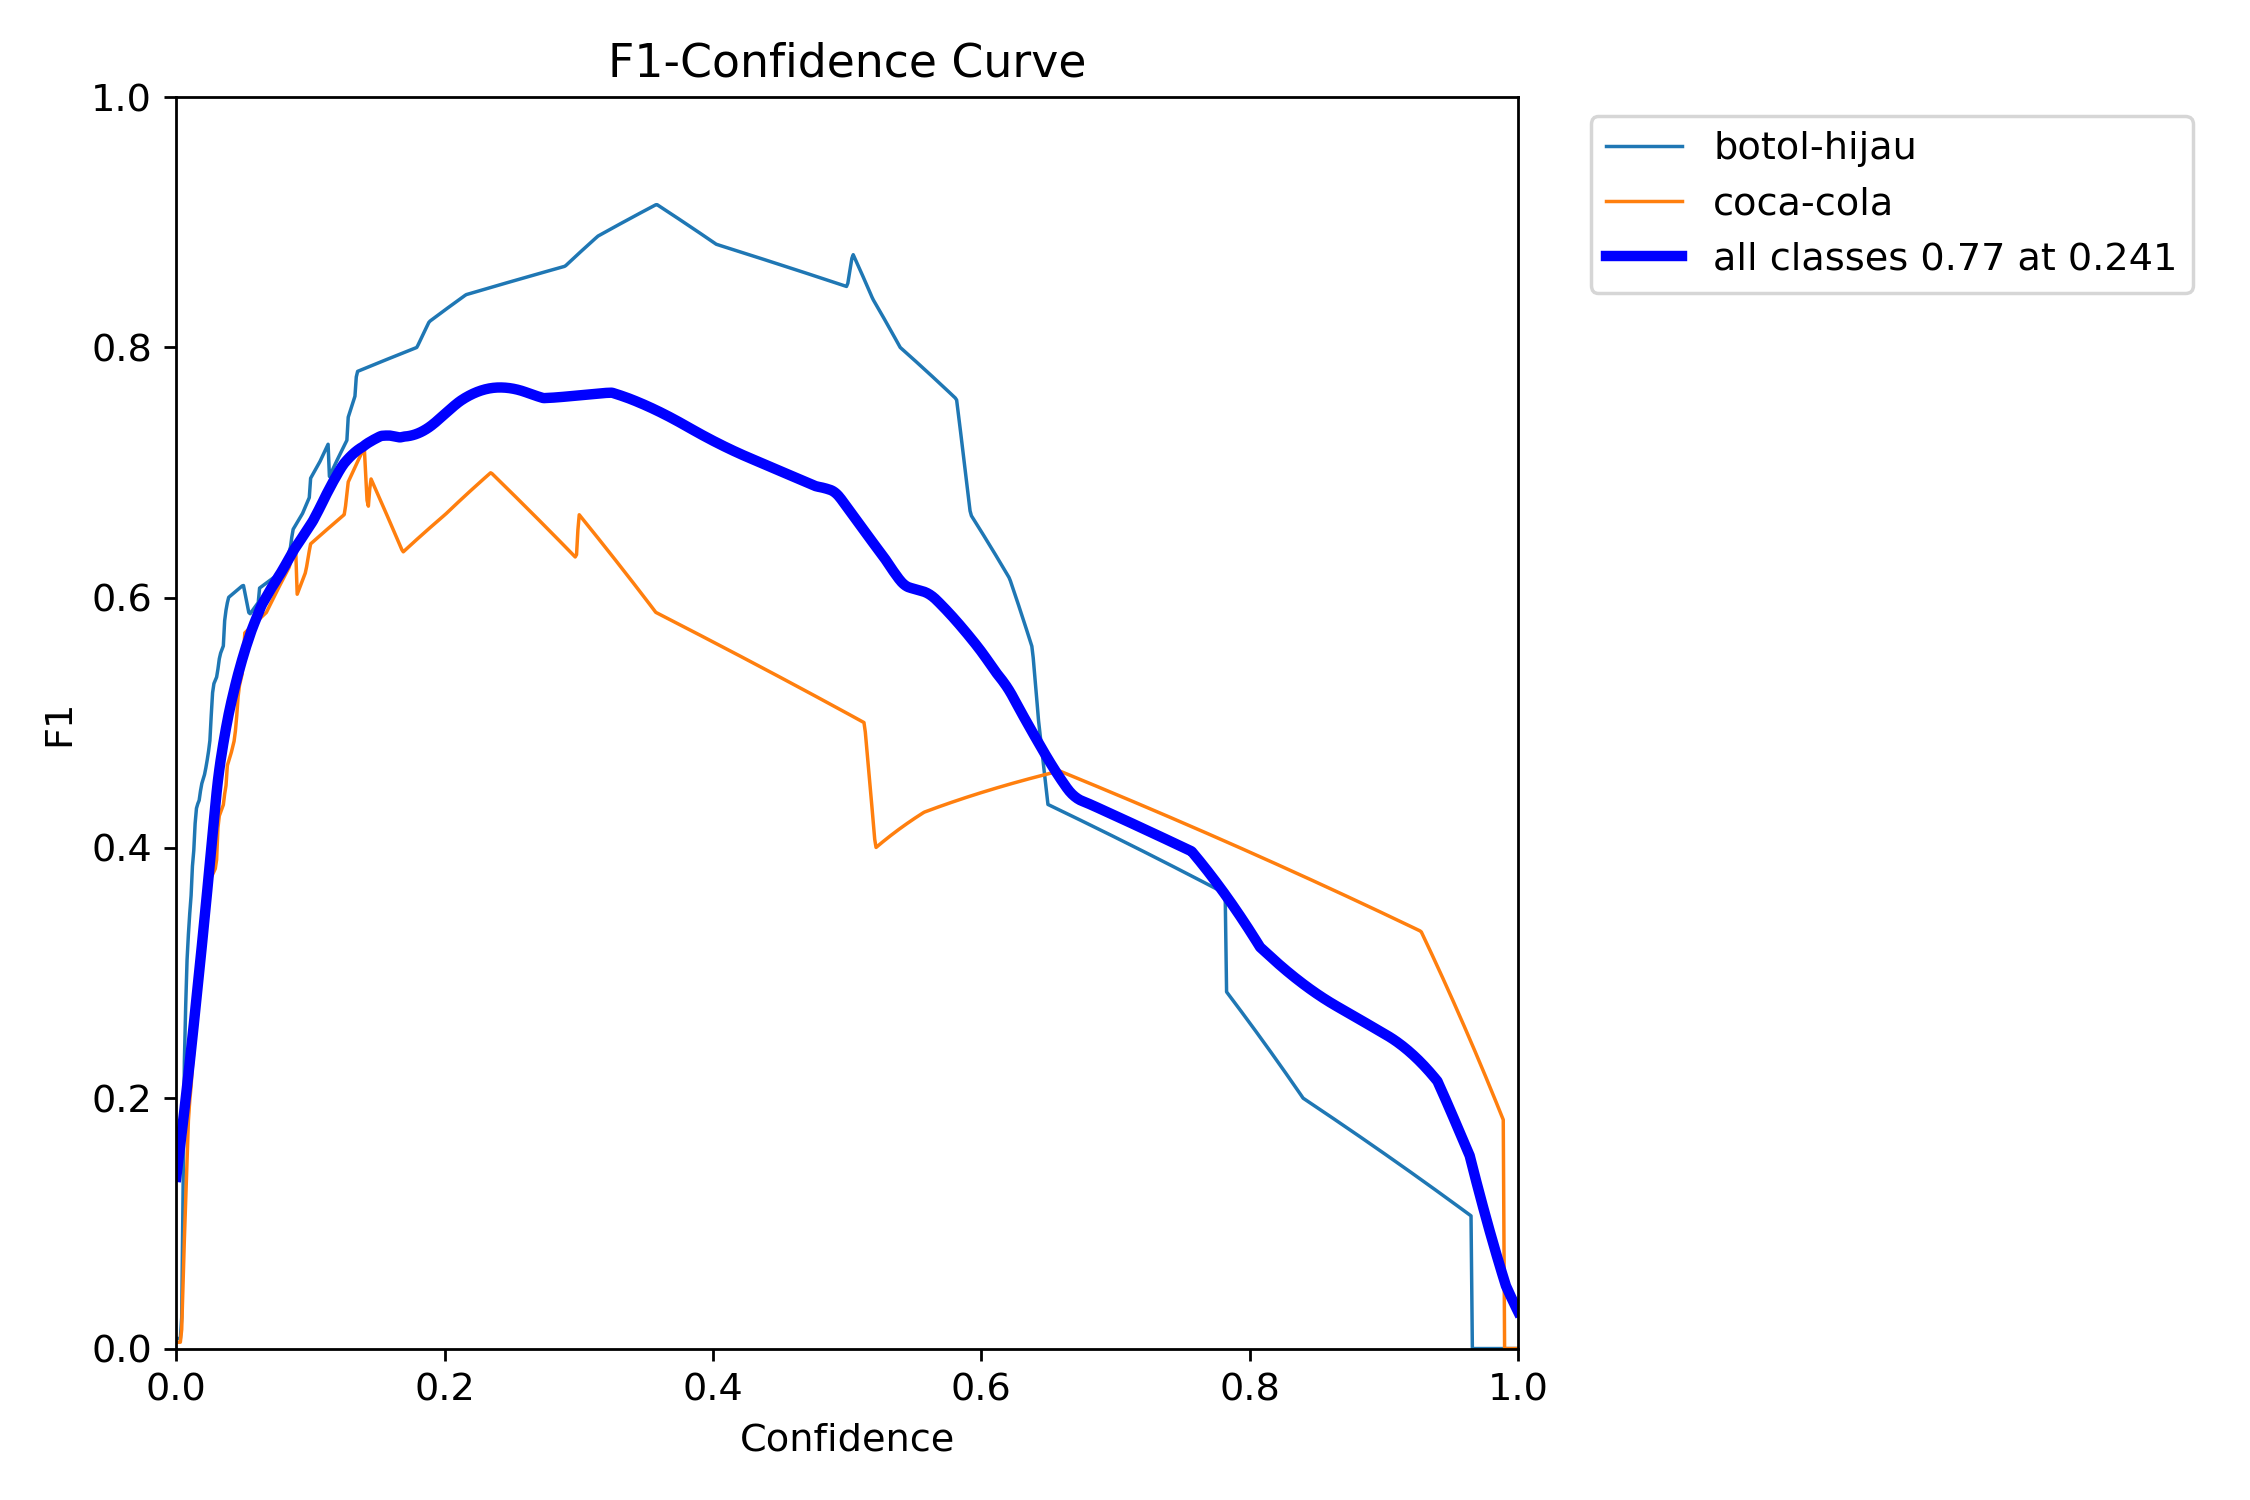 F1-Confidence Curve
botol-hijau
coca-cola
all classes 0.77 at 0.241
1.0
0.8
0.6
0.4
0.2
0.0
F1
0.0 0.2 0.4 0.6 0.8 1.0
Confidence